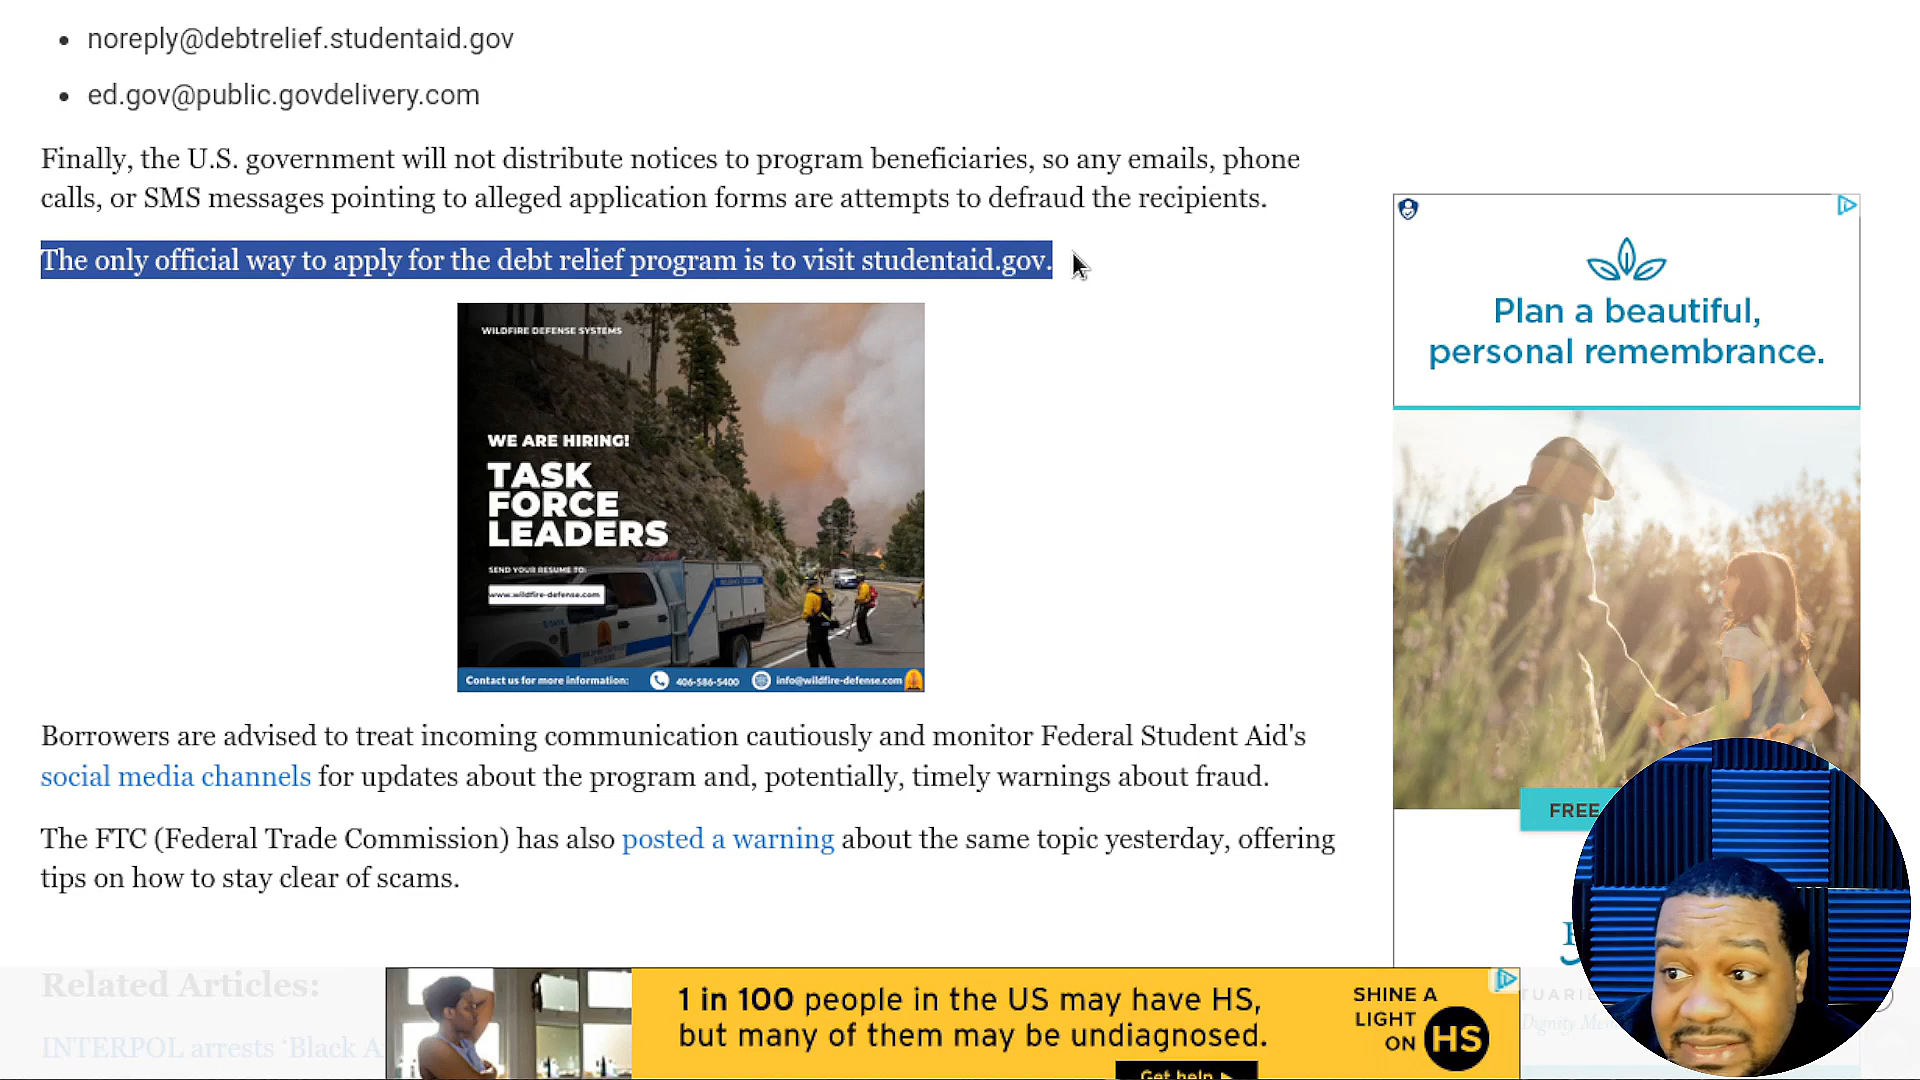 noreply@debtrelief.studentaid.gov
ed.gov@public.govdelivery.com
Finally, the U.S. government will not distribute notices to program beneficiaries, so any emails, phone
calls, or SMS messages pointing to alleged application forms are attempts to defraud the recipients.
The only official way to apply for the debt relief program is to visit studentaid.gov.
WILDFIRE DEFENSE SYSTEMS
WE ARE HIRING!
TASK
FORCE
LEADERS
SEND YOUR RESUME TO:
www.wildfire-defense.com
Contact us for more information: 406-586-5400 info@wildfire-defense.com
Plan a beautiful,
personal remembrance.
FREE
Borrowers are advised to treat incoming communication cautiously and monitor Federal Student Aid's
social media channels for updates about the program and, potentially, timely warnings about fraud.
The FTC (Federal Trade Commission) has also posted a warning about the same topic yesterday, offering
tips on how to stay clear of scams.
Related Articles:
INTERPOL arrests ‘Black A
1 in 100 people in the US may have HS,
but many of them may be undiagnosed.
Get help
SHINE A
LIGHT
ON HS